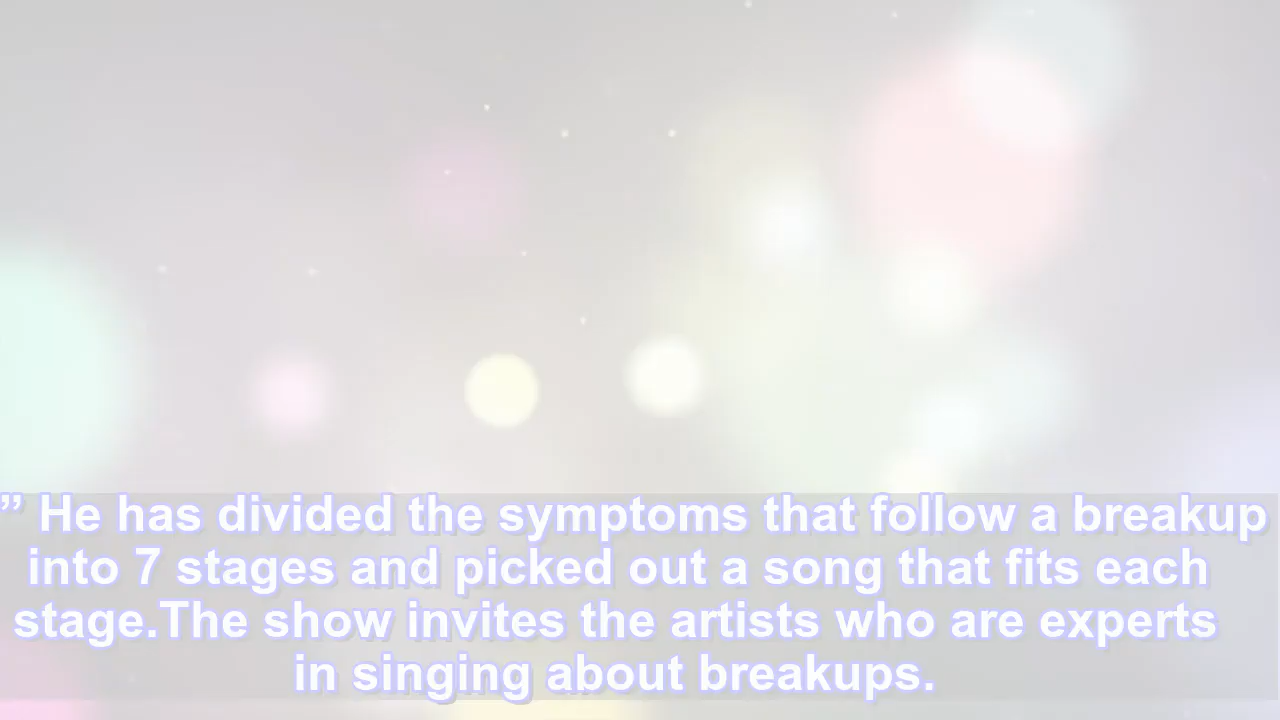 ” He has divided the symptoms that follow a breakup
into 7 stages and picked out a song that fits each
stage.The show invites the artists who are experts
in singing about breakups.